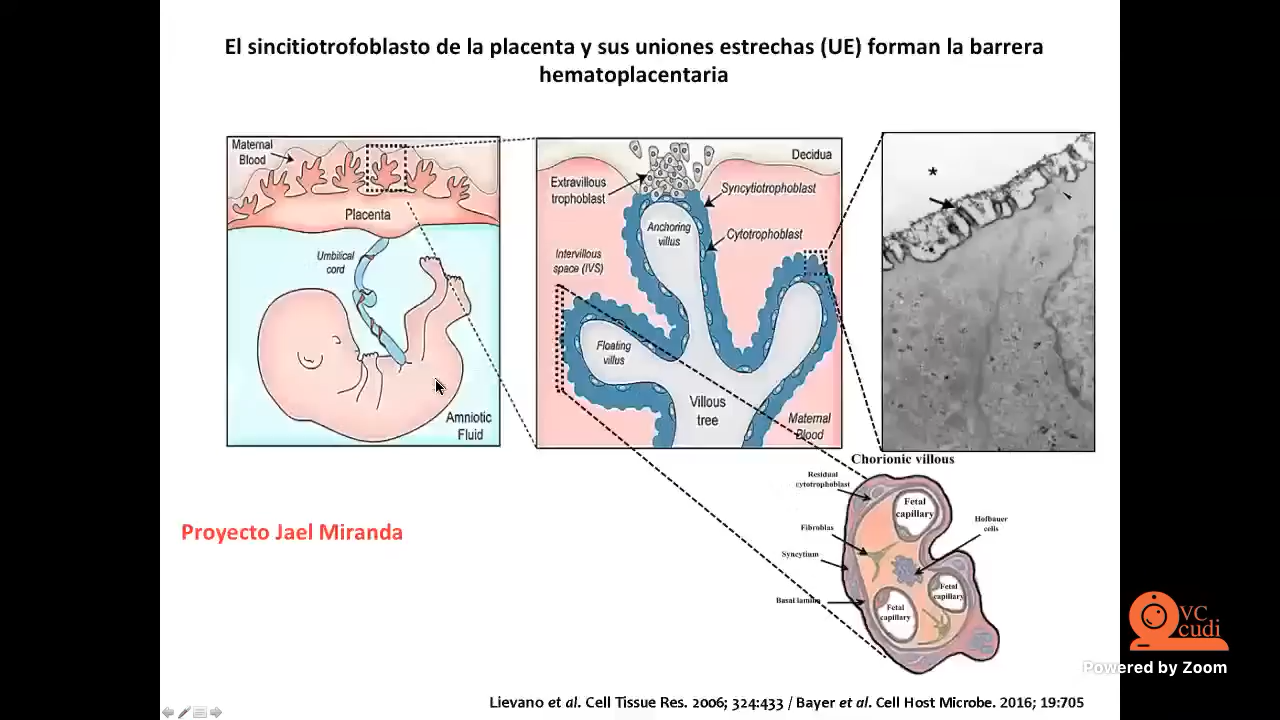 El sincitiotrofoblasto de la placenta y sus uniones estrechas (UE) forman la barrera
hematoplacentaria
Maternal
Blood
Placenta
Umbilical
cord
Amniotic
Fluid
Decidua
Extravillous
trophoblast
Syncytiotrophoblast
Anchoring
villus
Cytotrophoblast
Intervillous
space (IVS)
Floating
villus
Villous
tree
Maternal
Blood
*
Chorionic villous
Residual
cytotrophoblast
Fetal
capillary
Fibroblas
Hofbauer
cells
Syncytium
Fetal
capillary
Basal lamina
Fetal
capillary
Proyecto Jael Miranda
VC
cudi
Powered by Zoom
Lievano et al. Cell Tissue Res. 2006; 324:433 / Bayer et al. Cell Host Microbe. 2016; 19:705